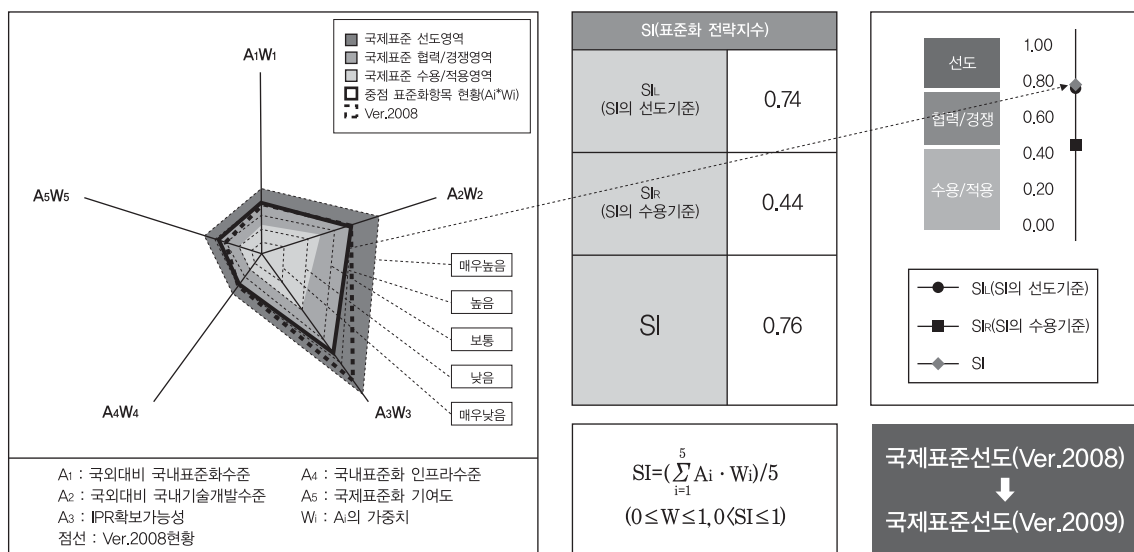 국제표준 선도영역
국제표준 협력/경쟁영역
국제표준 수용/적용영역
중점 표준화항목 현황(Ai*Wi)
Ver.2008
A1W1
A2W2
A3W3
A4W4
A5W5
매우높음
높음
보통
낮음
매우낮음
A1 : 국외대비 국내표준화수준
A2 : 국외대비 국내기술개발수준
A3 : IPR확보가능성
점선 : Ver.2008현황
A4 : 국내표준화 인프라수준
A5 : 국제표준화 기여도
Wi : Ai의 가중치
SI(표준화 전략지수)
SIL
(SI의 선도기준)
0.74
SIR
(SI의 수용기준)
0.44
SI
0.76
SI=(5∑i=1 Ai · Wi)/5
(0≤W≤1, 0〈SI≤1)
선도
협력/경쟁
수용/적용
1.00
0.80
0.60
0.40
0.20
0.00
SIL(SI의 선도기준)
SIR(SI의 수용기준)
SI
국제표준선도(Ver.2008)
국제표준선도(Ver.2009)